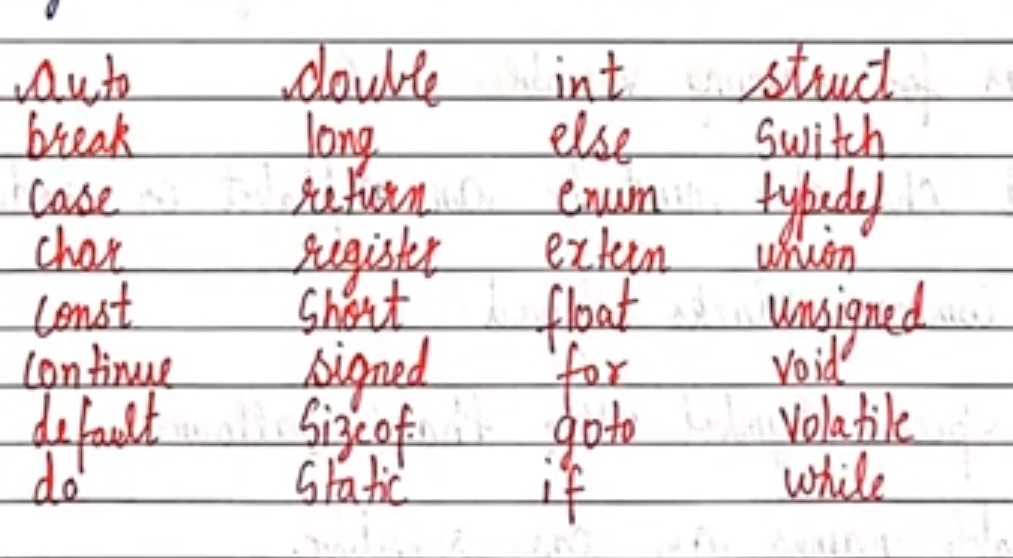 auto double int struct
break long else switch
case return enum typedef
char rigister extern union
const Short float unsigned
continue signed for void
default Sizeof goto volatile
do Static if while